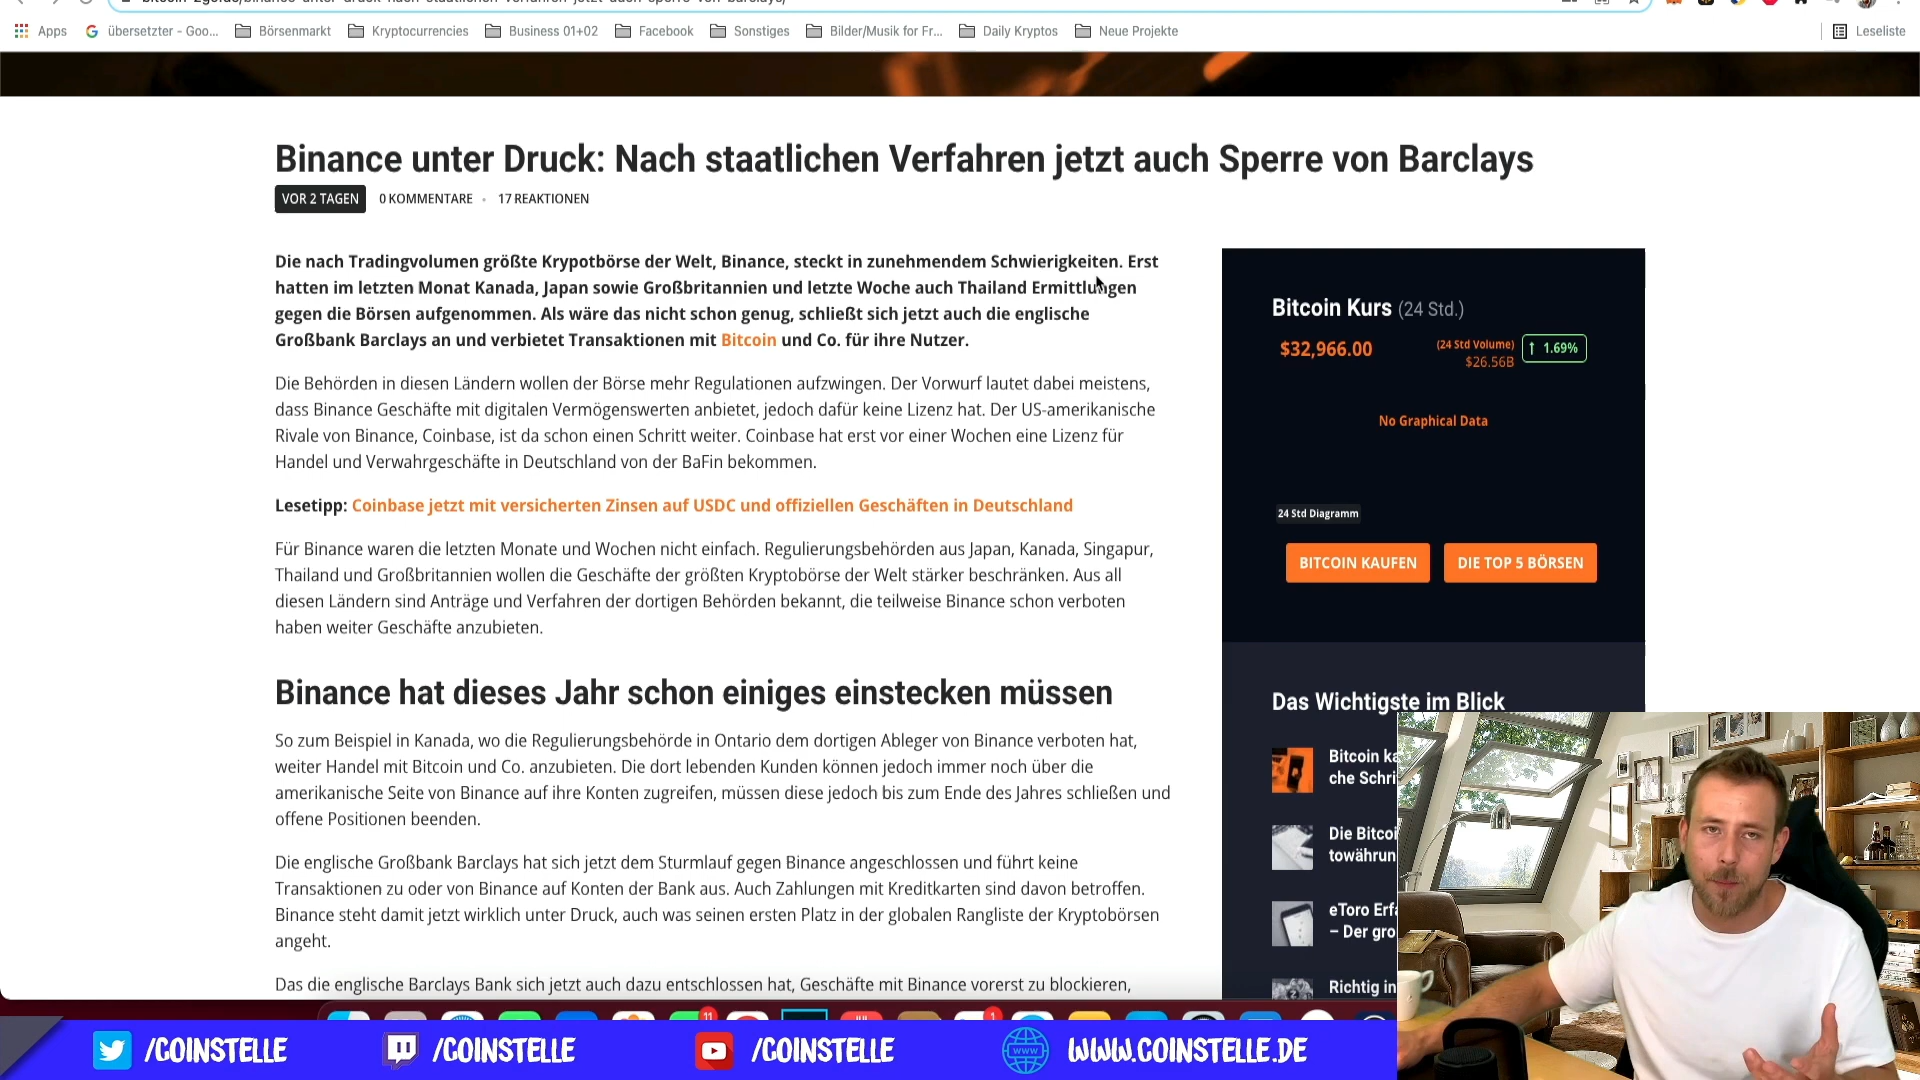 Apps
übersetzter - Goo...
Börsenmarkt
Kryptocurrencies
Business 01+02
Facebook
Sonstiges
Bilder/Musik for Fr...
Daily Kryptos
Neue Projekte
Leseliste
Binance unter Druck: Nach staatlichen Verfahren jetzt auch Sperre von Barclays
VOR 2 TAGEN 0 KOMMENTARE • 17 REAKTIONEN
Die nach Tradingvolumen größte Krypotbörse der Welt, Binance, steckt in zunehmendem Schwierigkeiten. Erst
hatten im letzten Monat Kanada, Japan sowie Großbritannien und letzte Woche auch Thailand Ermittlungen
gegen die Börsen aufgenommen. Als wäre das nicht schon genug, schließt sich jetzt auch die englische
Großbank Barclays an und verbietet Transaktionen mit Bitcoin und Co. für ihre Nutzer.
Die Behörden in diesen Ländern wollen der Börse mehr Regulationen aufzwingen. Der Vorwurf lautet dabei meistens,
dass Binance Geschäfte mit digitalen Vermögenswerten anbietet, jedoch dafür keine Lizenz hat. Der US-amerikanische
Rivale von Binance, Coinbase, ist da schon einen Schritt weiter. Coinbase hat erst vor einer Wochen eine Lizenz für
Handel und Verwahrgeschäfte in Deutschland von der BaFin bekommen.
Lesetipp: Coinbase jetzt mit versicherten Zinsen auf USDC und offiziellen Geschäften in Deutschland
Für Binance waren die letzten Monate und Wochen nicht einfach. Regulierungsbehörden aus Japan, Kanada, Singapur,
Thailand und Großbritannien wollen die Geschäfte der größten Kryptobörse der Welt stärker beschränken. Aus all
diesen Ländern sind Anträge und Verfahren der dortigen Behörden bekannt, die teilweise Binance schon verboten
haben weiter Geschäfte anzubieten.
Binance hat dieses Jahr schon einiges einstecken müssen
So zum Beispiel in Kanada, wo die Regulierungsbehörde in Ontario dem dortigen Ableger von Binance verboten hat,
weiter Handel mit Bitcoin und Co. anzubieten. Die dort lebenden Kunden können jedoch immer noch über die
amerikanische Seite von Binance auf ihre Konten zugreifen, müssen diese jedoch bis zum Ende des Jahres schließen und
offene Positionen beenden.
Die englische Großbank Barclays hat sich jetzt dem Sturmlauf gegen Binance angeschlossen und führt keine
Transaktionen zu oder von Binance auf Konten der Bank aus. Auch Zahlungen mit Kreditkarten sind davon betroffen.
Binance steht damit jetzt wirklich unter Druck, auch was seinen ersten Platz in der globalen Rangliste der Kryptobörsen
angeht.
Das die englische Barclays Bank sich jetzt auch dazu entschlossen hat, Geschäfte mit Binance vorerst zu blockieren,
Bitcoin Kurs (24 Std.)
$32,966.00
(24 Std Volume)
$26.56B
↑ 1.69%
No Graphical Data
24 Std Diagramm
BITCOIN KAUFEN
DIE TOP 5 BÖRSEN
Das Wichtigste im Blick
Bitcoin ka
che Schri
Die Bitcoi
towährun
eToro Erfa
– Der gro
Richtig in
11
1
/COINSTELLE
/COINSTELLE
/COINSTELLE
WWW
WWW.COINSTELLE.DE